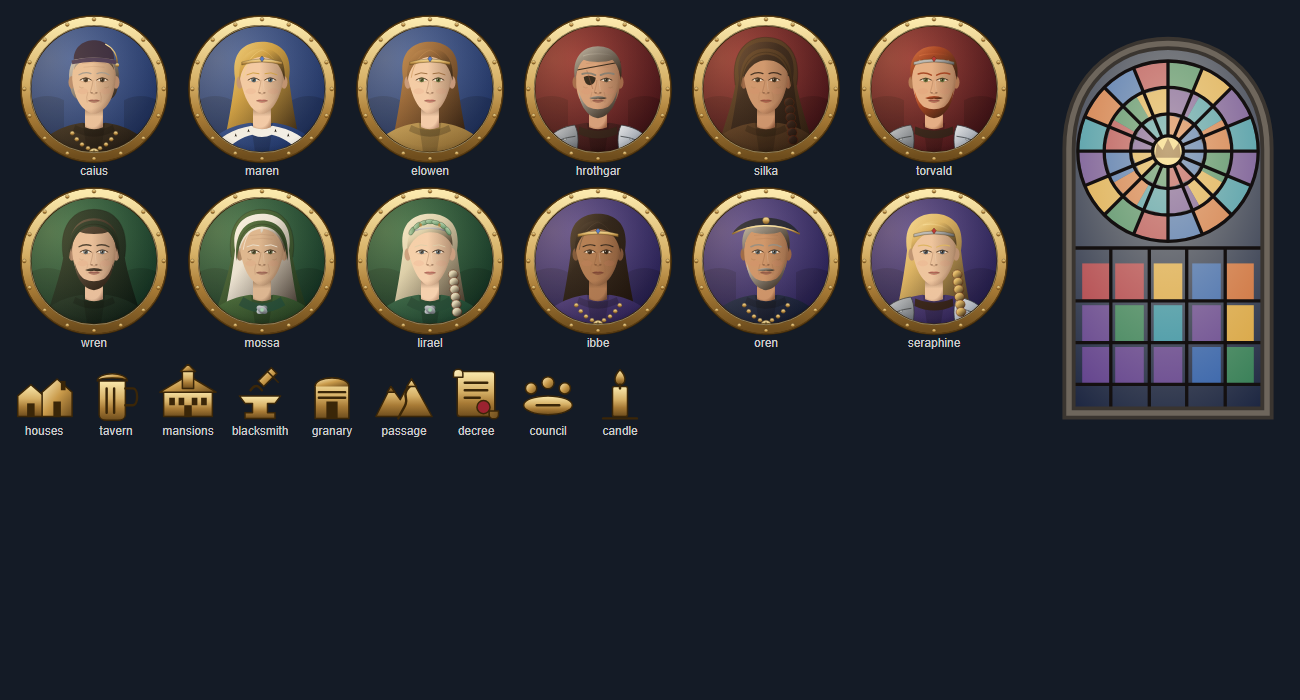 caius maren elowen hrothgar silka torvald
wren mossa lirael ibbe oren seraphine
houses tavern mansions blacksmith granary passage decree council candle